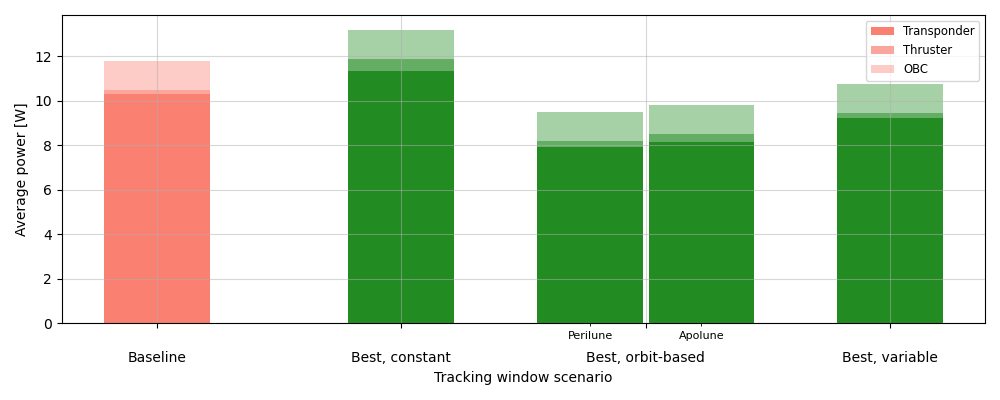 Average power [W]
12
10
8
6
4
2
0
Transponder
Thruster
OBC
Perilune
Apolune
Baseline
Best, constant
Best, orbit-based
Best, variable
Tracking window scenario